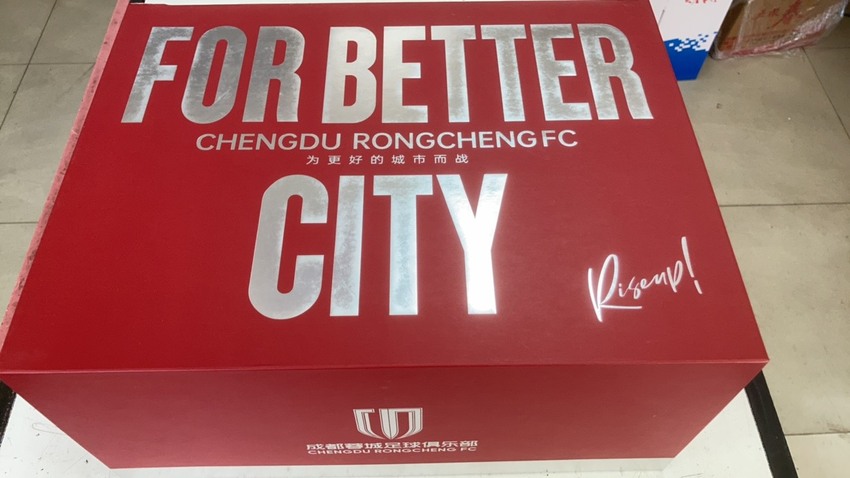 FOR BETTER
CHENGDU RONGCHENG FC
为更好的城市而战
CITY
Riseup!
成都蓉城足球俱乐部
CHENGDU RONGCHENG FC